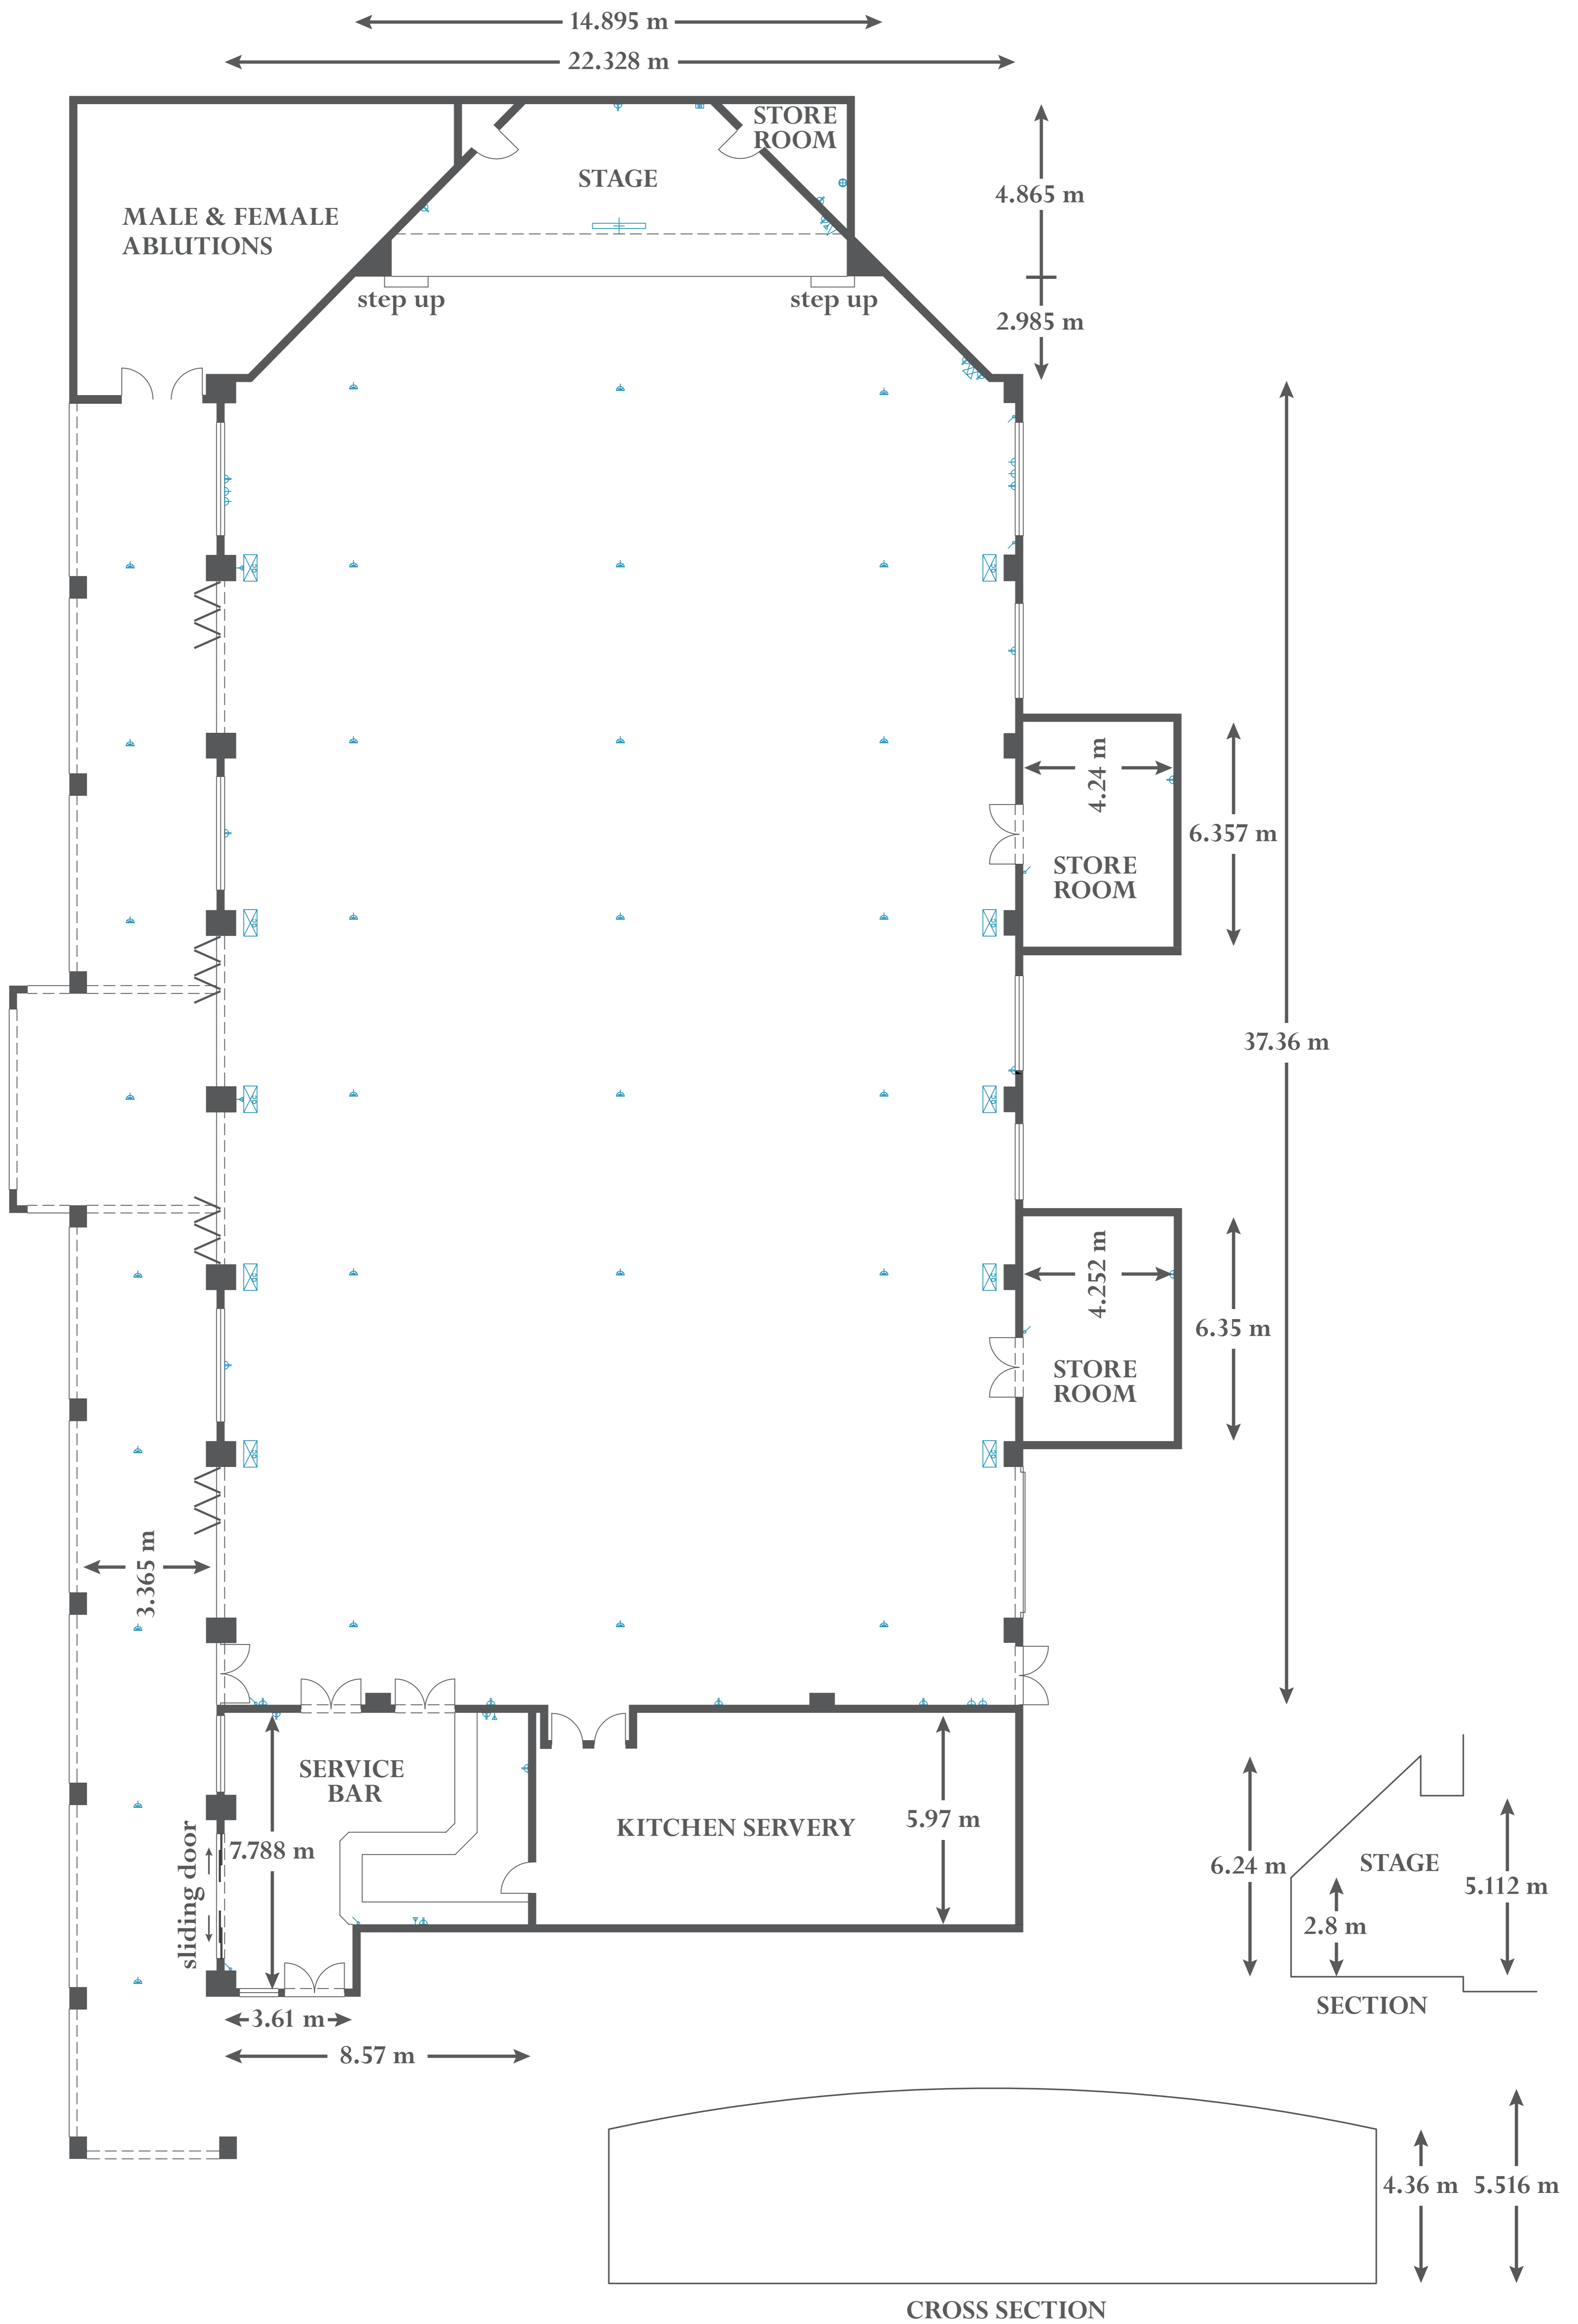 14.895 m
22.328 m
STORE
ROOM
STAGE
4.865 m
MALE & FEMALE
ABLUTIONS
step up
step up
2.985 m
4.24 m
6.357 m
STORE
ROOM
37.36 m
4.252 m
6.35 m
STORE
ROOM
3.365 m
SERVICE
BAR
KITCHEN SERVERY
5.97 m
7.788 m
sliding door
6.24 m
STAGE
5.112 m
2.8 m
SECTION
3.61 m
8.57 m
4.36 m
5.516 m
CROSS SECTION